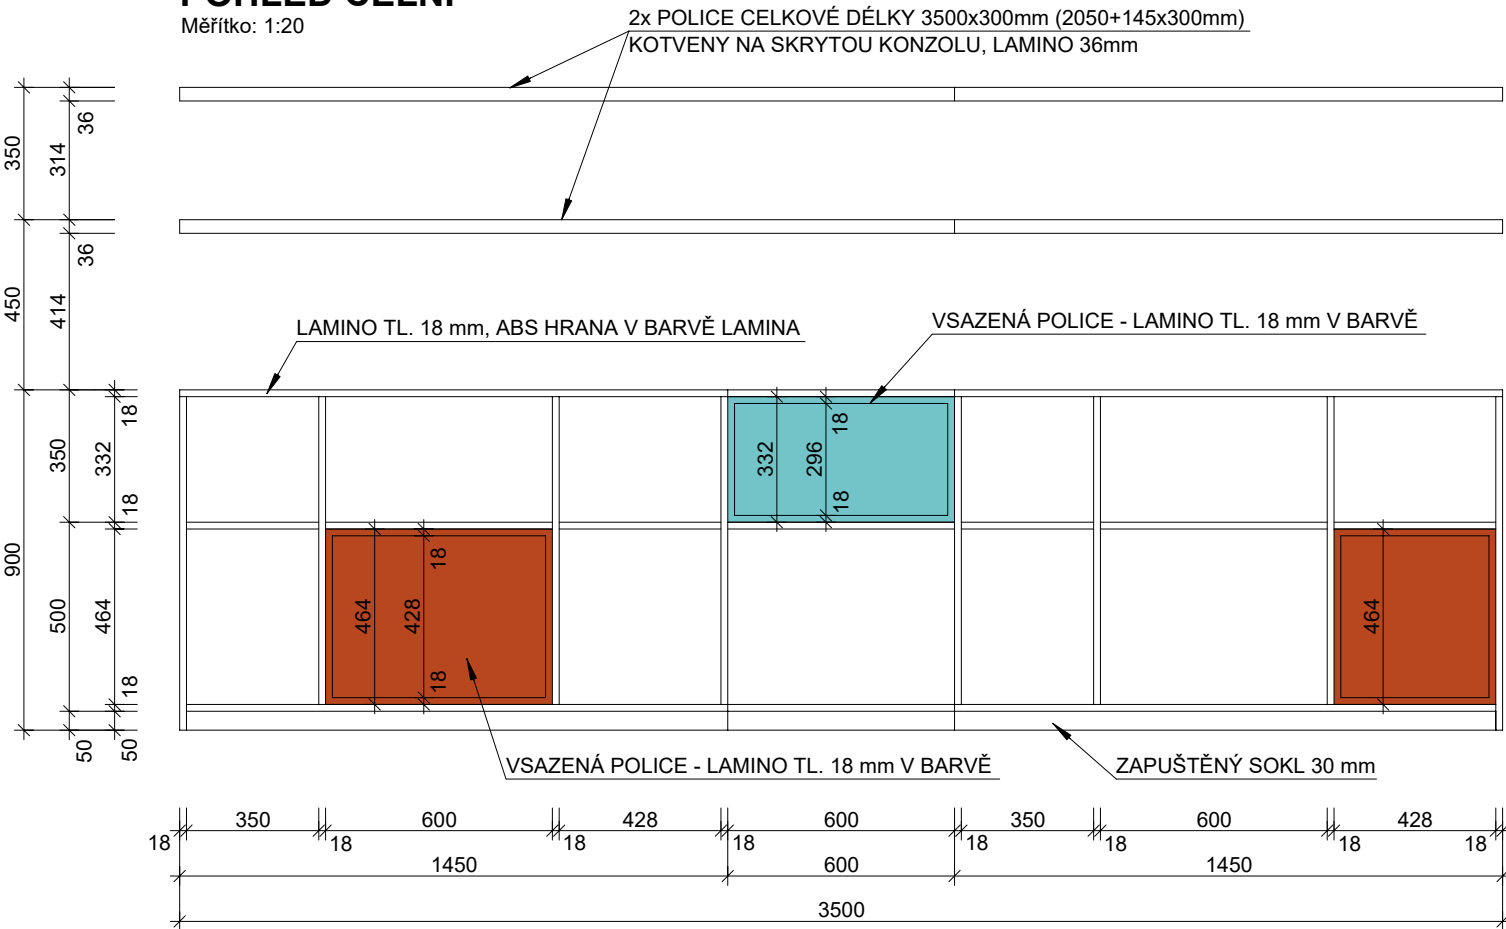 Měřítko: 1:20
2x POLICE CELKOVÉ DÉLKY 3500x300mm (2050+145x300mm)
KOTVENY NA SKRYTOU KONZOLU, LAMINO 36mm
36
350
314
36
450
414
LAMINO TL. 18 mm, ABS HRANA V BARVĚ LAMINA
VSAZENÁ POLICE - LAMINO TL. 18 mm V BARVĚ
18
350
332
18
332
296
18
18
900
500
464
18
50
50
464
428
18
18
464
VSAZENÁ POLICE - LAMINO TL. 18 mm V BARVĚ
ZAPUŠTĚNÝ SOKL 30 mm
350 600 428 600 350 600 428
18 18 18 18 18 18 18 18
1450 600 1450
3500